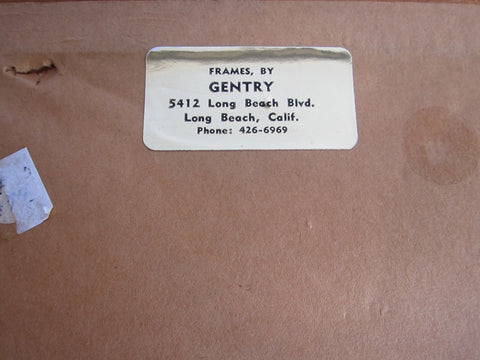 FRAMES, BY
GENTRY
5412 Long Beach Blvd.
Long Beach, Calif.
Phone: 426-6969